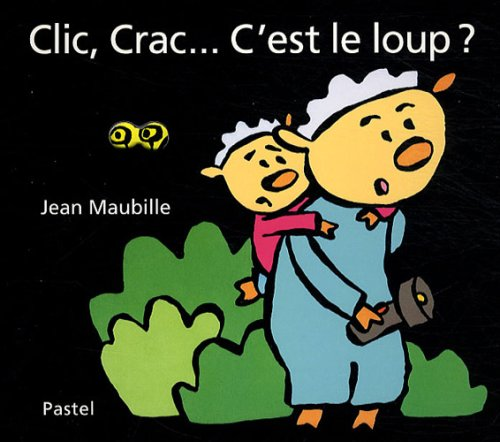 Clic, Crac... C'est le loup ?
Jean Maubille
Pastel